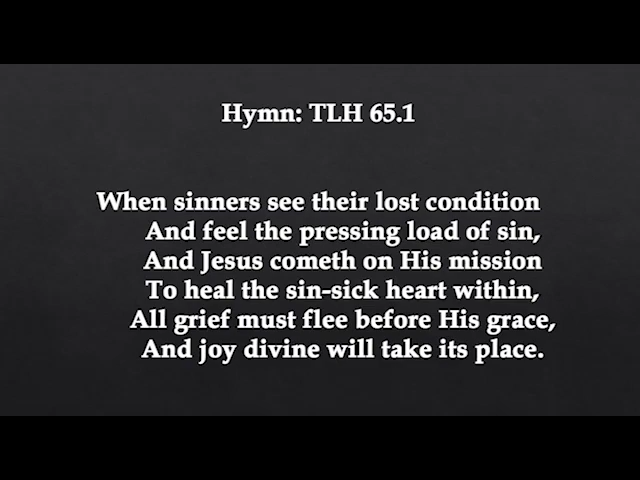 Hymn: TLH 65.1
When sinners see their lost condition
And feel the pressing load of sin,
And Jesus cometh on His mission
To heal the sin-sick heart within,
All grief must flee before His grace,
And joy divine will take its place.